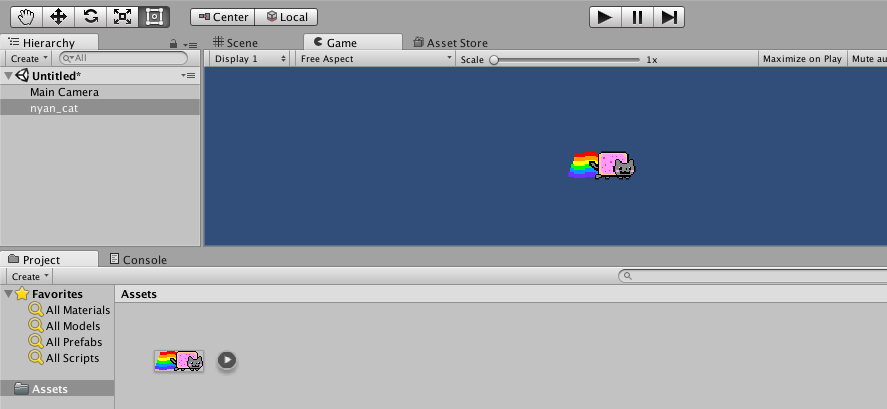 Center Local
Hierarchy
Scene
Game
Asset Store
Create All
Display 1 Free Aspect Scale 1x Maximize on Play Mute au
Untitled*
Main Camera
nyan_cat
Project
Console
Create
Favorites
All Materials
All Models
All Prefabs
All Scripts
Assets
Assets